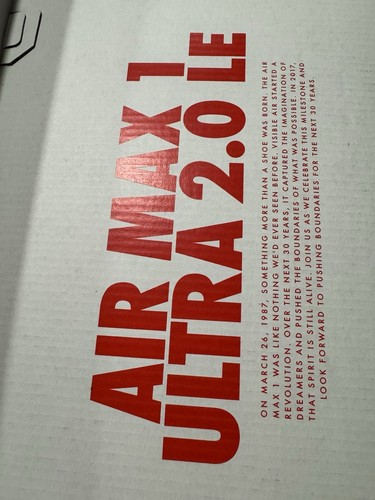 AIR MAX 1
ULTRA 2.0 LE
ON MARCH 26, 1987, SOMETHING MORE THAN A SHOE WAS BORN, THE AIR
MAX 1 WAS LIKE NOTHING WE'D EVER SEEN BEFORE. VISIBLE AIR STARTED A
REVOLUTION. OVER THE NEXT 30 YEARS, IT CAPTURED THE IMAGINATION OF
DREAMERS AND PUSHED THE BOUNDARIES OF WHAT WAS POSSIBLE. IN 2017,
THAT SPIRIT IS STILL ALIVE. JOIN US AS WE CELEBRATE THIS MILESTONE AND
LOOK FORWARD TO PUSHING BOUNDARIES FOR THE NEXT 30 YEARS.